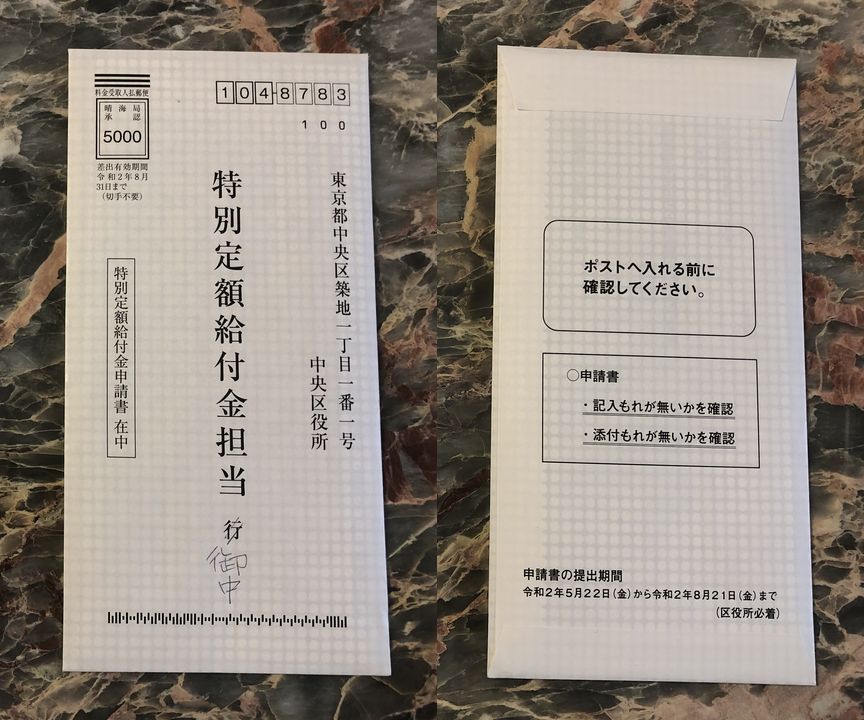 料金受取人払郵便
晴海局
承認
5000
差出有効期間
令和2年8月
31日まで
（切手不要）
104-8783
100
東京都中央区築地一丁目一番一号
中央区役所
特別定額給付金担当 行
御中
特別定額給付金申請書 在中
ポストへ入れる前に
確認してください。
○申請書
・記入もれが無いかを確認
・添付もれが無いかを確認
申請書の提出期間
令和2年5月22日（金）から令和2年8月21日（金）まで
（区役所必着）